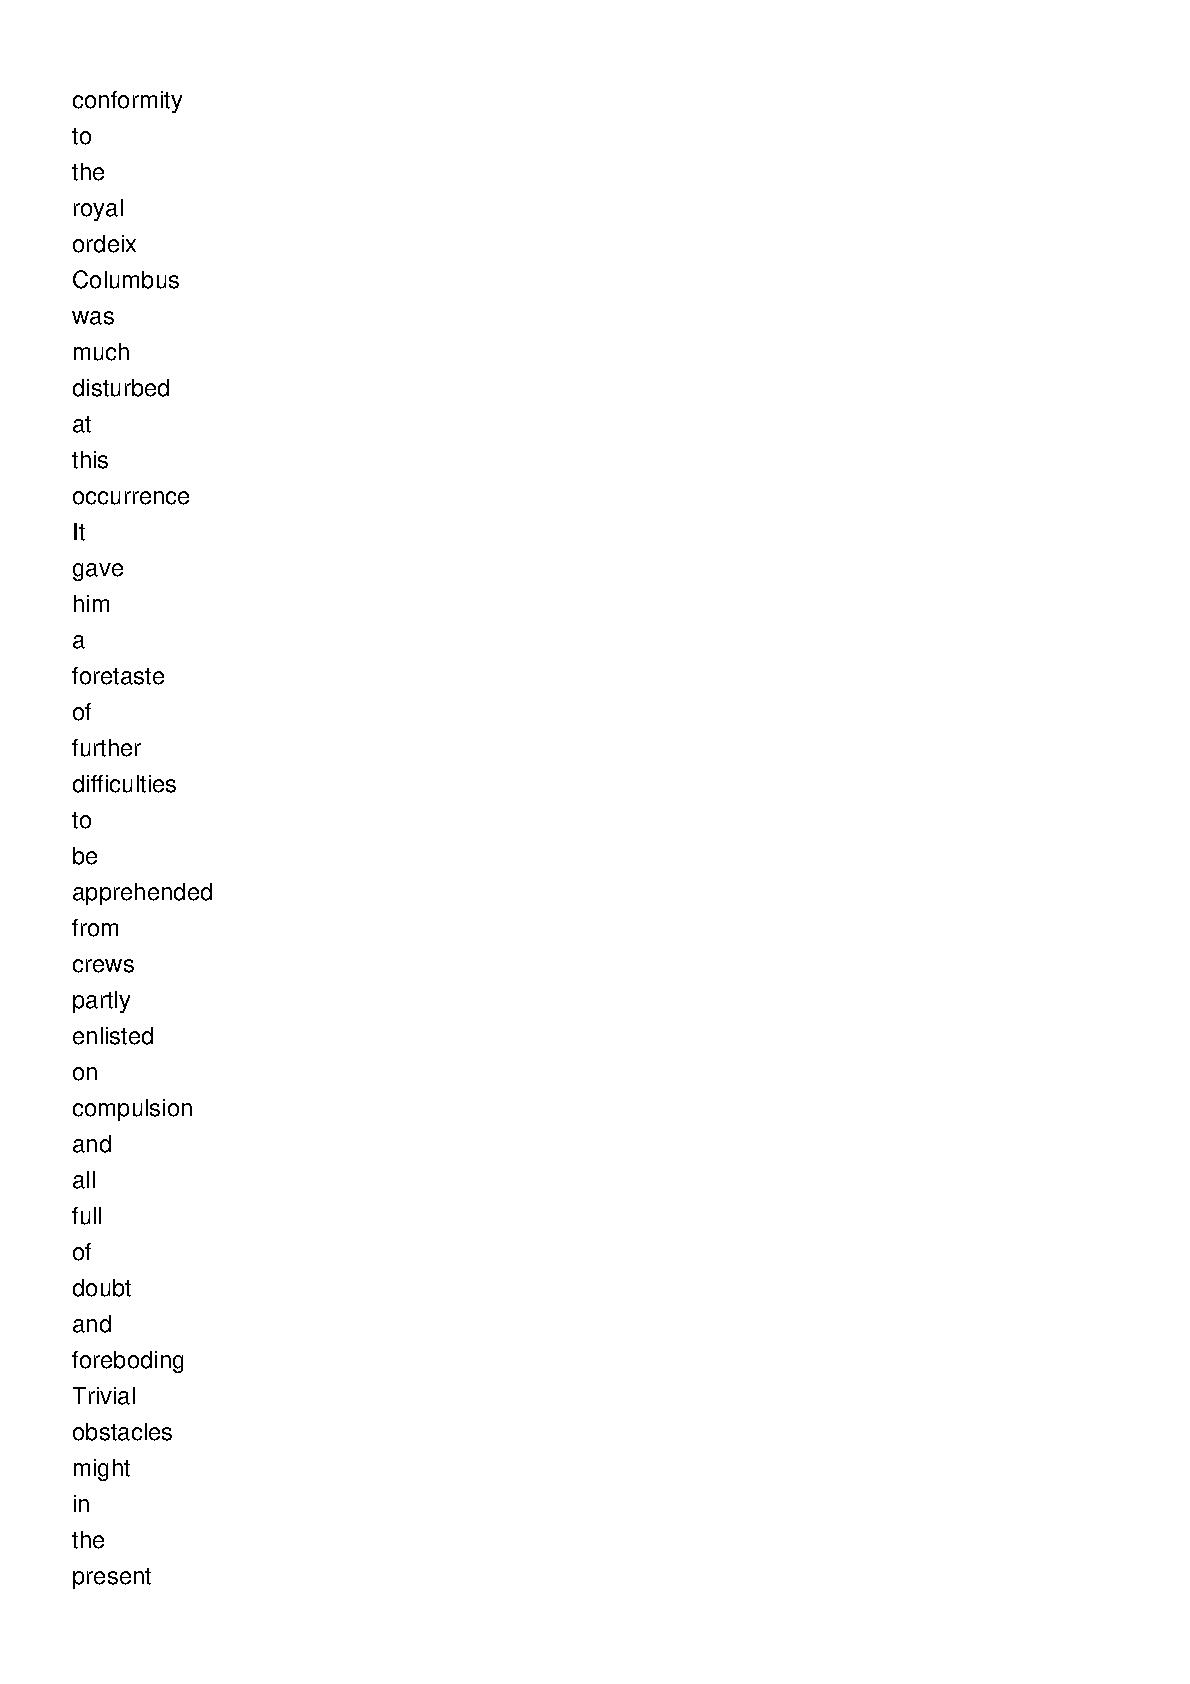 conformity
to
the
royal
ordeix
Columbus
was
much
disturbed
at
this
occurrence
It
gave
him
a
foretaste
of
further
difficulties
to
be
apprehended
from
crews
partly
enlisted
on
compulsion
and
all
full
of
doubt
and
foreboding
Trivial
obstacles
might
in
the
present